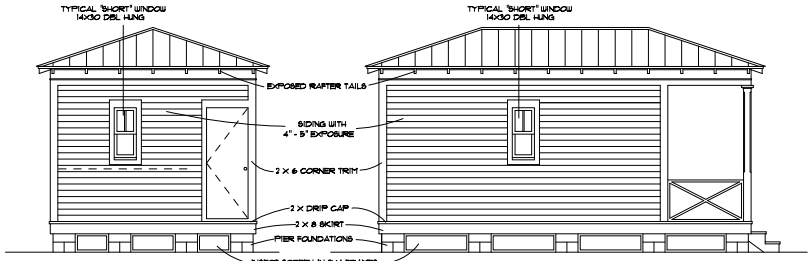 TYPICAL "SHORT" WINDOW
14X30 DBL HUNG
TYPICAL "SHORT" WINDOW
14X30 DBL HUNG
EXPOSED RAFTER TAILS
SIDING WITH
4" - 5" EXPOSURE
2 X 6 CORNER TRIM
2 X DRIP CAP
2 X 8 SKIRT
PIER FOUNDATIONS